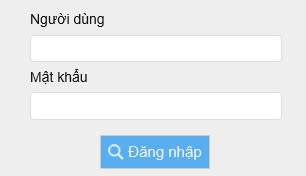 Người dùng
Mật khẩu
Đăng nhập